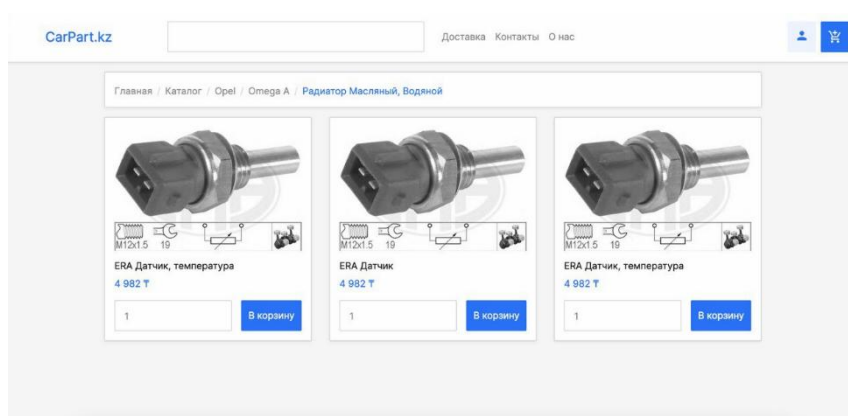 CarPart.kz
Доставка Контакты О нас
Главная / Каталог / Opel / Omega A / Радиатор Масляный, Водяной
M12x1.5 19
ERA Датчик, температура
4 982 ₸
1 В корзину
M12x1.5 19
ERA Датчик
4 982 ₸
1 В корзину
M12x1.5 19
ERA Датчик, температура
4 982 ₸
1 В корзину